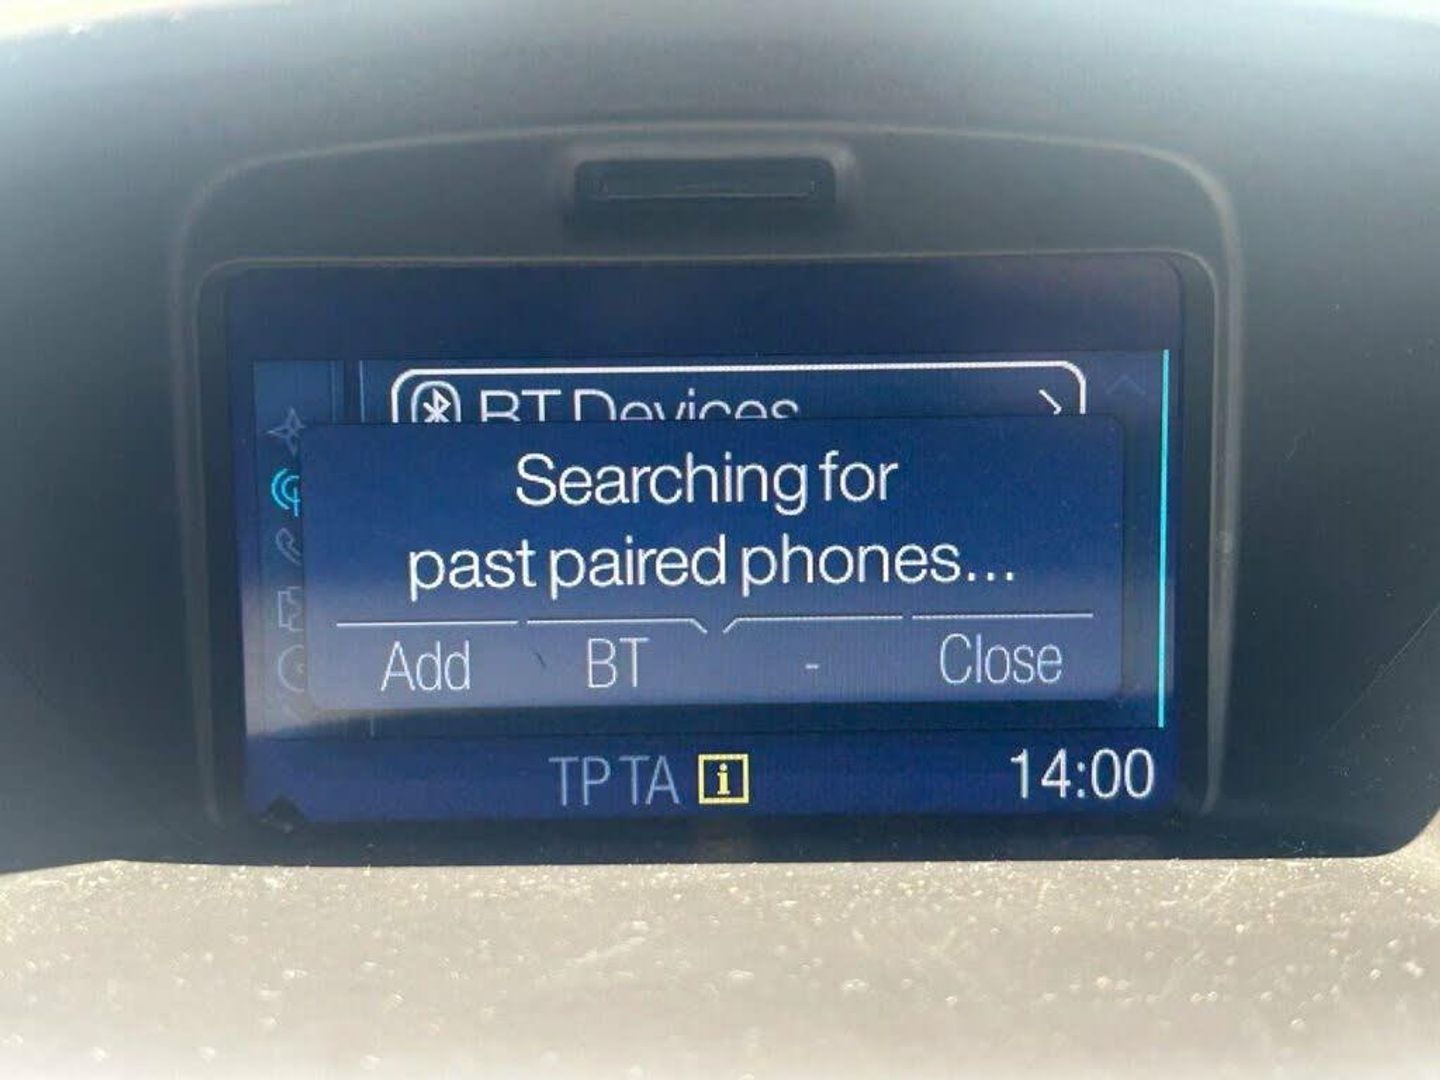 BT Devices
Searching for
past paired phones...
Add BT - Close
TP TA i 14:00